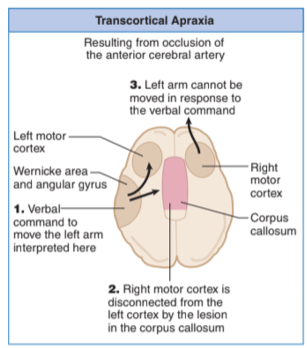 Transcortical Apraxia
Resulting from occlusion of
the anterior cerebral artery
3. Left arm cannot be
moved in response to
the verbal command
Left motor
cortex
Wernicke area
and angular gyrus
1. Verbal
command to
move the left arm
interpreted here
Right
motor
cortex
Corpus
callosum
2. Right motor cortex is
disconnected from the
left cortex by the lesion
in the corpus callosum